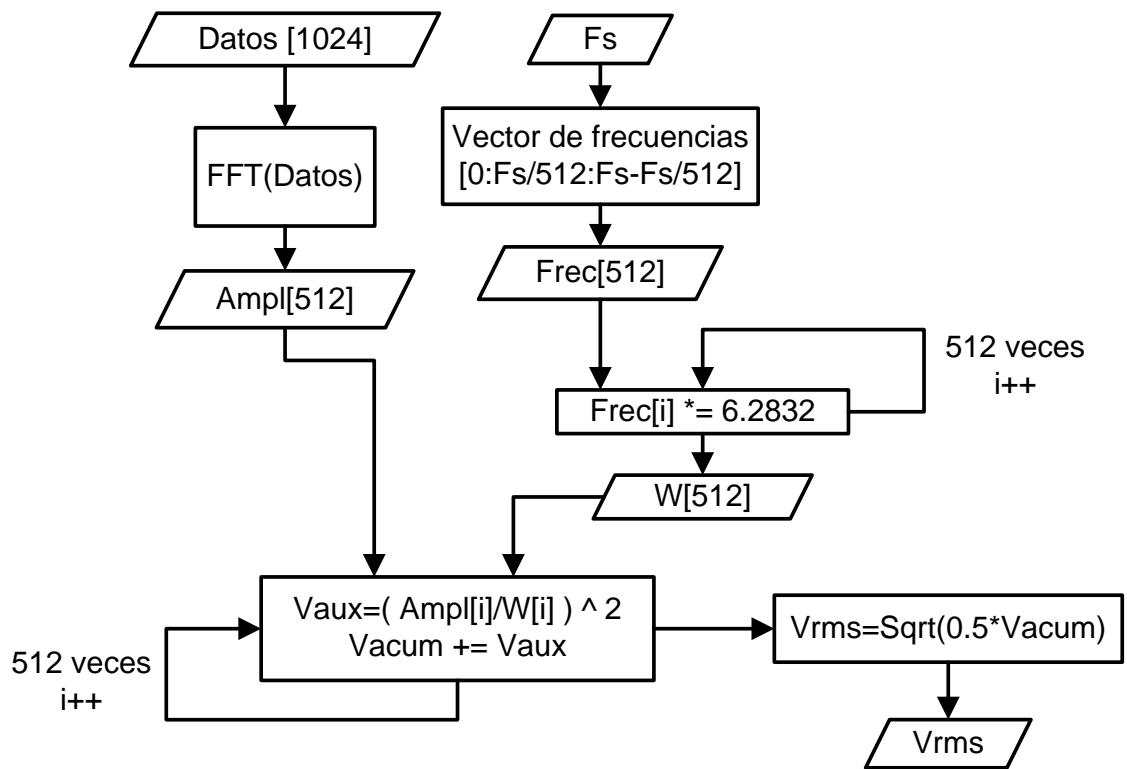 Datos [1024]
Fs
FFT(Datos)
Vector de frecuencias
[0:Fs/512:Fs-Fs/512]
Ampl[512]
Frec[512]
512 veces
i++
Frec[i] *= 6.2832
W[512]
Vaux=( Ampl[i]/W[i] ) ^ 2
Vacum += Vaux
512 veces
i++
Vrms=Sqrt(0.5*Vacum)
Vrms